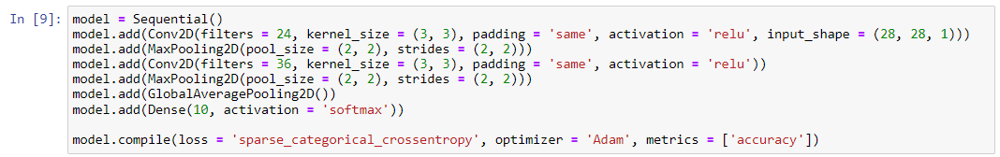 In [9]: model = Sequential()
model.add(Conv2D(filters = 24, kernel_size = (3, 3), padding = 'same', activation = 'relu', input_shape = (28, 28, 1)))
model.add(MaxPooling2D(pool_size = (2, 2), strides = (2, 2)))
model.add(Conv2D(filters = 36, kernel_size = (3, 3), padding = 'same', activation = 'relu'))
model.add(MaxPooling2D(pool_size = (2, 2), strides = (2, 2)))
model.add(GlobalAveragePooling2D())
model.add(Dense(10, activation = 'softmax'))
model.compile(loss = 'sparse_categorical_crossentropy', optimizer = 'Adam', metrics = ['accuracy'])